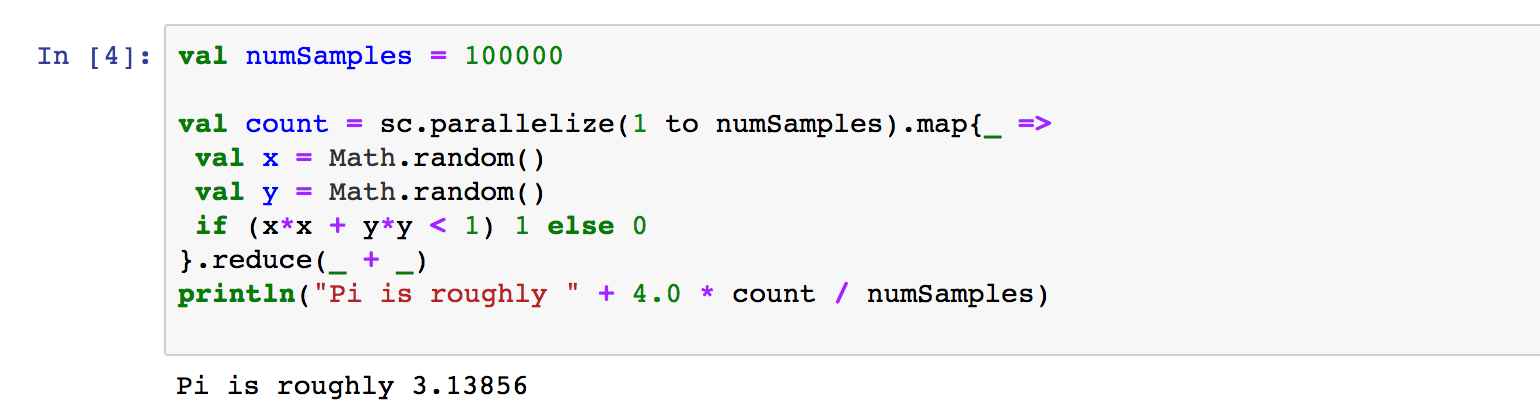 In [4]: val numSamples = 100000
val count = sc.parallelize(1 to numSamples).map{_ =>
 val x = Math.random()
 val y = Math.random()
 if (x*x + y*y < 1) 1 else 0
}.reduce(_ + _)
println("Pi is roughly " + 4.0 * count / numSamples)
Pi is roughly 3.13856